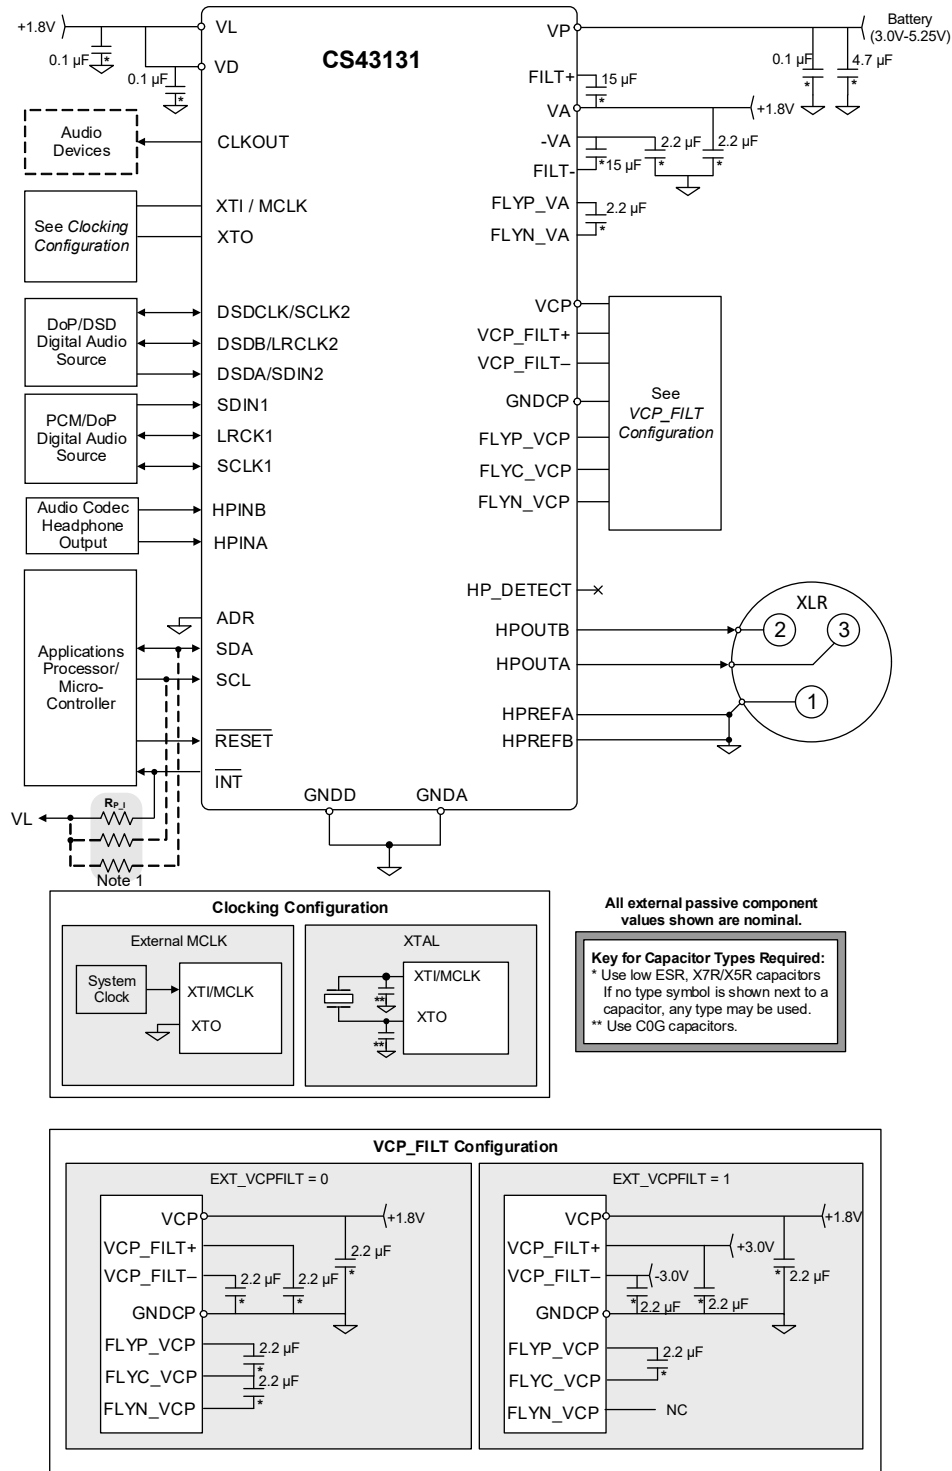 CS43131
+1.8V
VL
0.1 µF
*
VD
0.1 µF
*
Audio
Devices
CLKOUT
See Clocking
Configuration
XTI / MCLK
XTO
DoP/DSD
Digital Audio
Source
DSDCLK/SCLK2
DSDB/LRCLK2
DSDA/SDIN2
PCM/DoP
Digital Audio
Source
SDIN1
LRCK1
SCLK1
Audio Codec
Headphone
Output
HPINB
HPINA
Applications
Processor/
Micro-
Controller
ADR
SDA
SCL
RESET
INT
RP_I
VL
Note 1
GNDD
GNDA
VP
Battery
(3.0V-5.25V)
0.1 µF
*
4.7 µF
*
FILT+
15 µF
*
VA
+1.8V
-VA
2.2 µF
*
2.2 µF
*
*15 µF
FILT-
FLYP_VA
2.2 µF
*
FLYN_VA
VCP
VCP_FILT+
VCP_FILT–
GNDCP
FLYP_VCP
FLYC_VCP
FLYN_VCP
See
VCP_FILT
Configuration
HP_DETECT
HPOUTB
HPOUTA
HPREFA
HPREFB
XLR
2
3
1
Clocking Configuration
External MCLK
System
Clock
XTI/MCLK
XTO
XTAL
XTI/MCLK
**
XTO
**
All external passive component
values shown are nominal.
Key for Capacitor Types Required:
* Use low ESR, X7R/X5R capacitors
If no type symbol is shown next to a
capacitor, any type may be used.
** Use C0G capacitors.
VCP_FILT Configuration
EXT_VCPFILT = 0
VCP
+1.8V
VCP_FILT+
2.2 µF
*
VCP_FILT–
2.2 µF
*
2.2 µF
*
GNDCP
FLYP_VCP
2.2 µF
*
FLYC_VCP
2.2 µF
*
FLYN_VCP
EXT_VCPFILT = 1
VCP
+1.8V
VCP_FILT+
+3.0V
VCP_FILT–
-3.0V
*
2.2 µF
*
2.2 µF
*
2.2 µF
GNDCP
FLYP_VCP
2.2 µF
*
FLYC_VCP
FLYN_VCP
NC